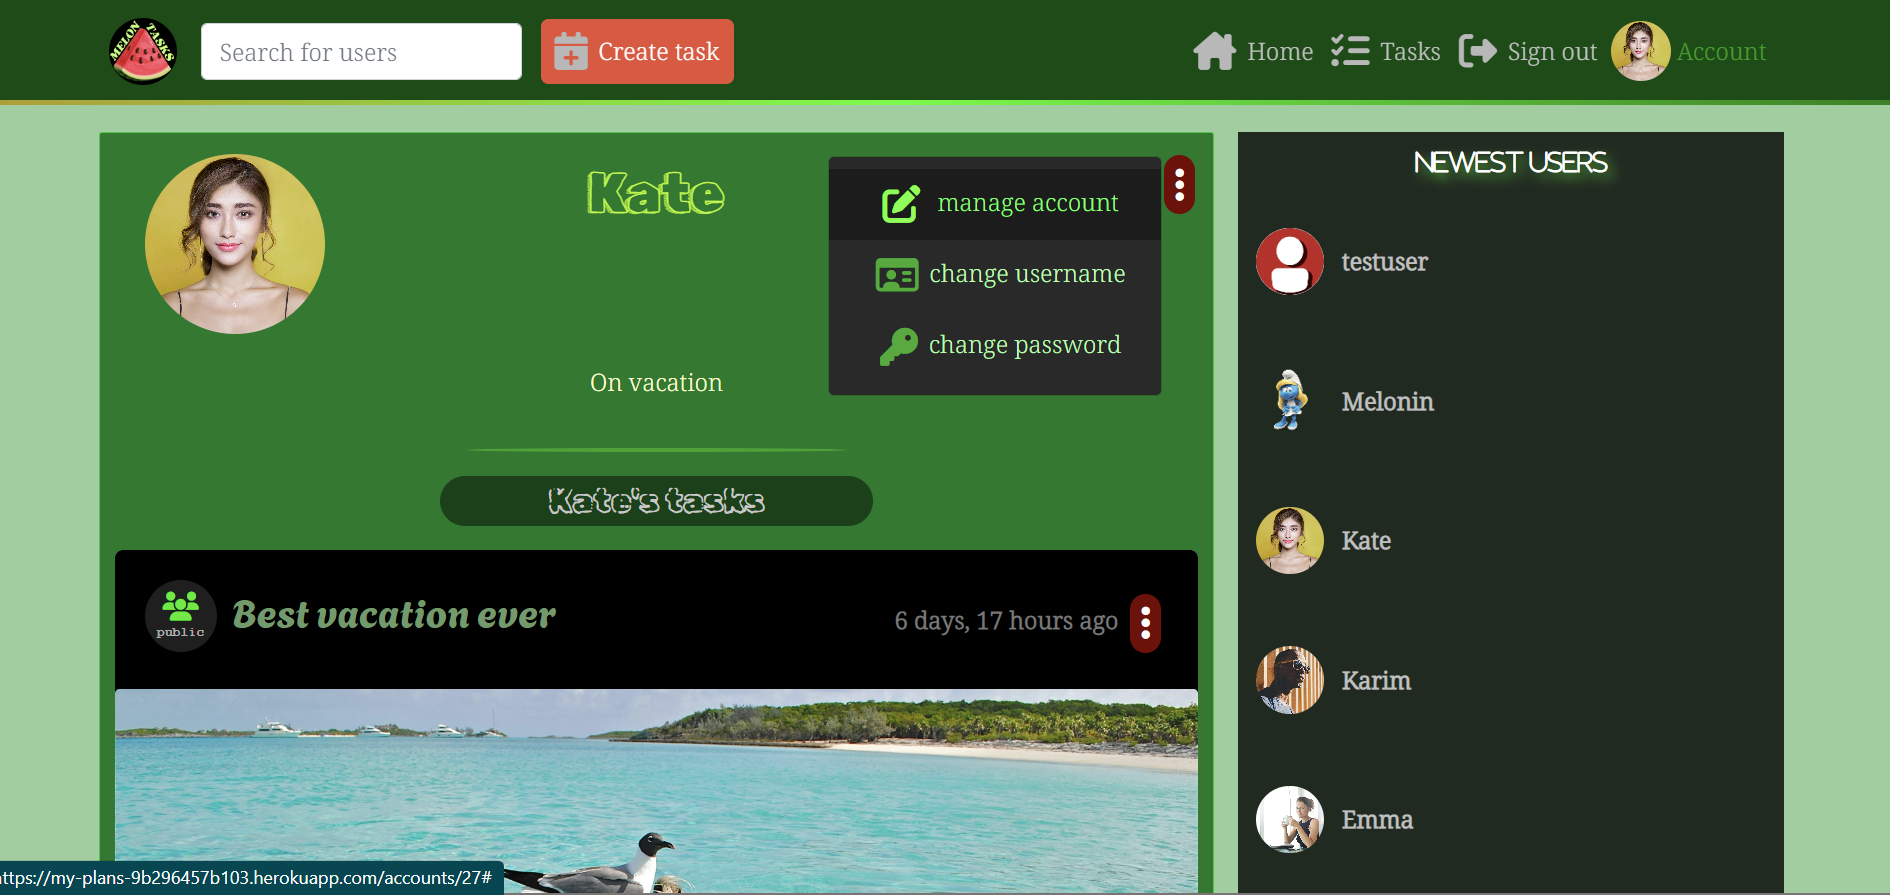 MELON TASKS
Search for users
Create task
Home
Tasks
Sign out
Account
Kate
manage account
change username
change password
On vacation
Kate's tasks
public
Best vacation ever
6 days, 17 hours ago
NEWEST USERS
testuser
Melonin
Kate
Karim
Emma
https://my-plans-9b296457b103.herokuapp.com/accounts/27#